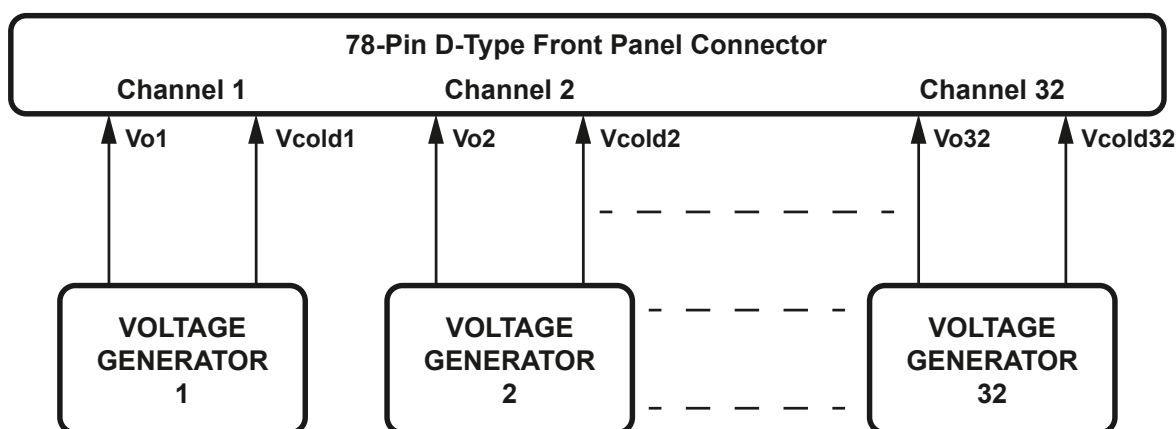 78-Pin D-Type Front Panel Connector
Channel 1
Channel 2
Channel 32
Vo1
Vcold1
Vo2
Vcold2
Vo32
Vcold32
VOLTAGE
GENERATOR
1
VOLTAGE
GENERATOR
2
VOLTAGE
GENERATOR
32